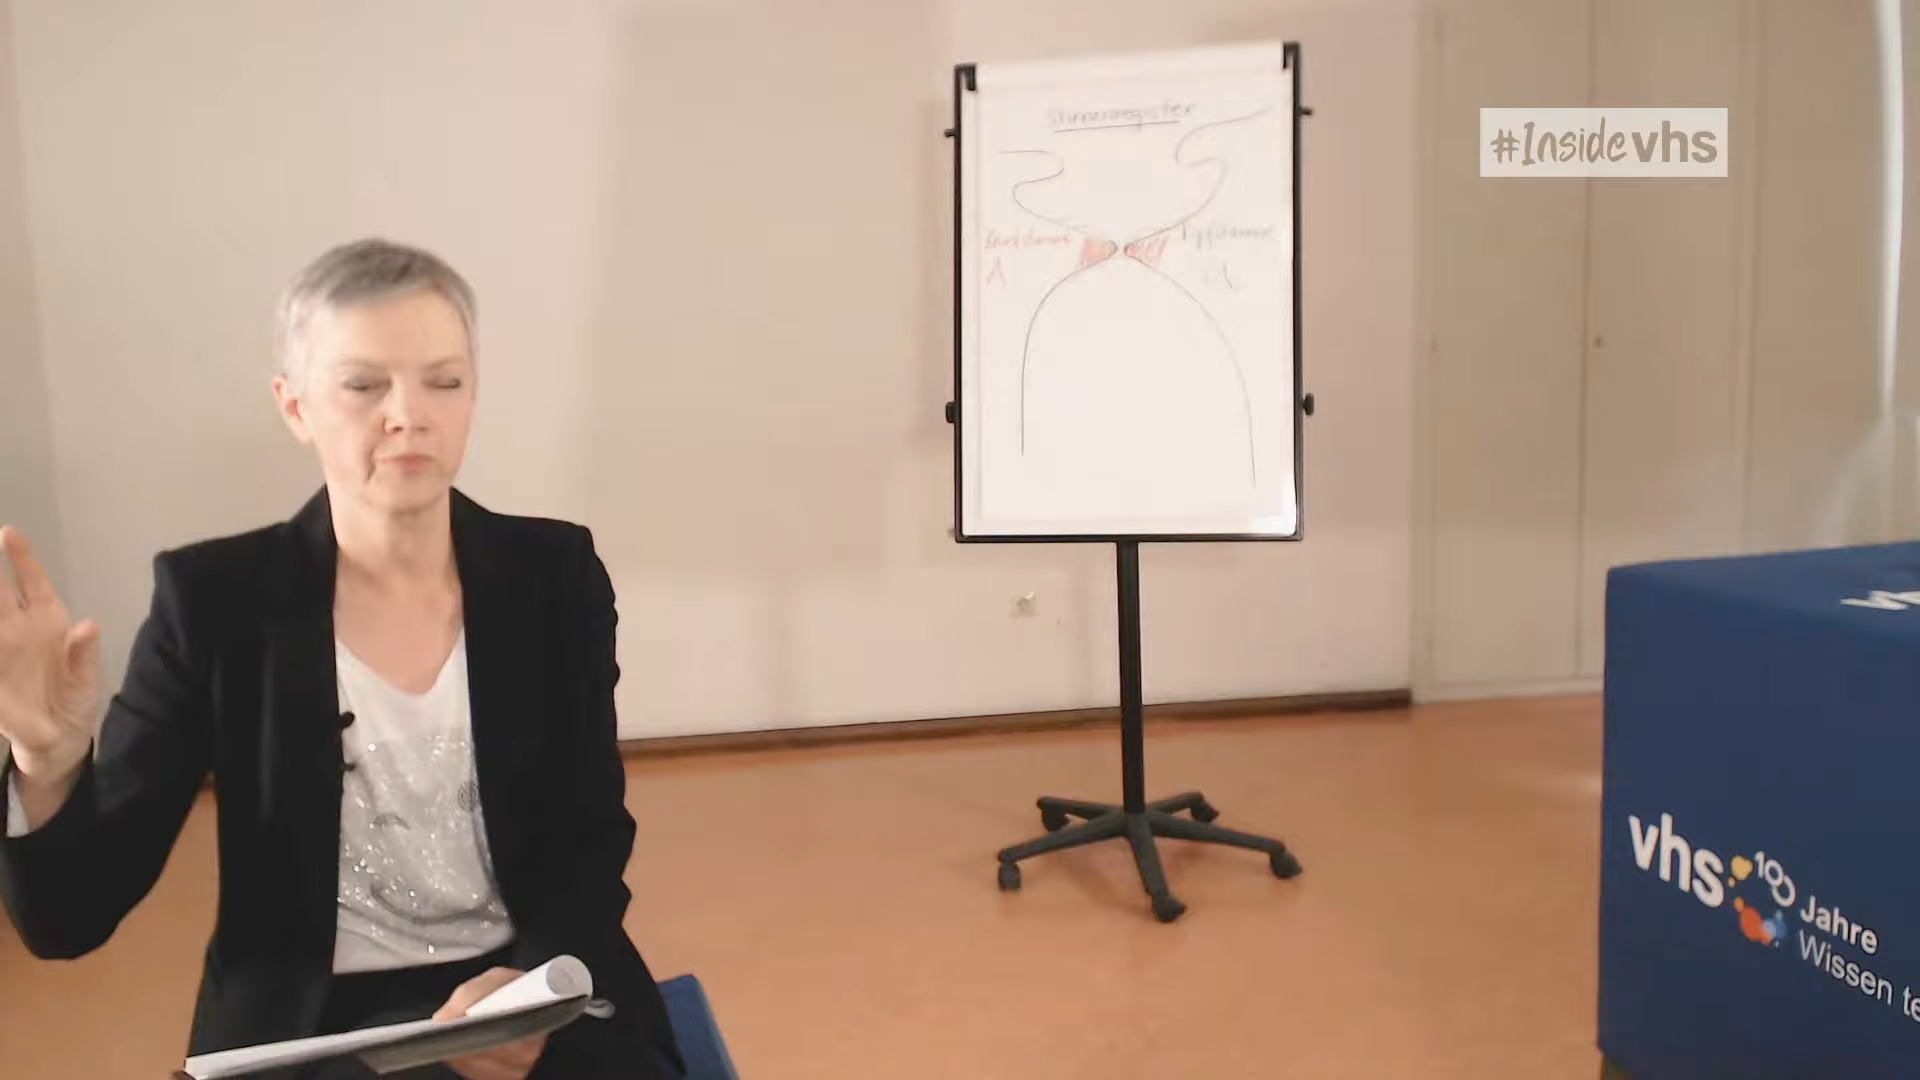 Stimmregister
#Insidevhs
Bruststimme
Kopfstimme
A
U
vhs
100
Jahre
Wissen te